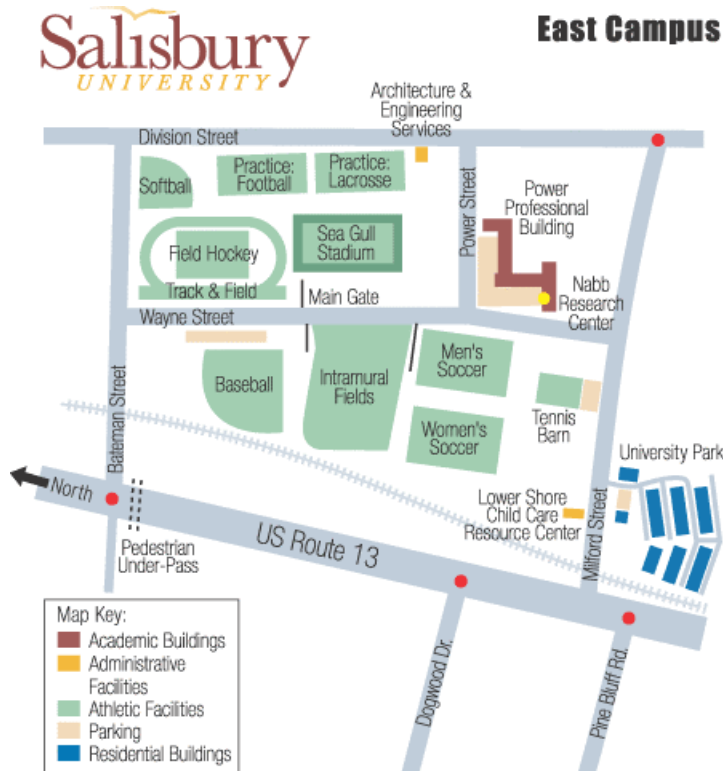 Salisbury
UNIVERSITY
East Campus
Architecture &
Engineering
Services
Division Street
Softball
Practice:
Football
Practice:
Lacrosse
Power Street
Power
Professional
Building
Field Hockey
Sea Gull
Stadium
Track & Field
Main Gate
Nabb
Research
Center
Wayne Street
Bateman Street
Baseball
Intramural
Fields
Men's
Soccer
Women's
Soccer
Tennis
Barn
University Park
North
Lower Shore
Child Care
Resource Center
Milford Street
Pedestrian
Under-Pass
US Route 13
Dogwood Dr.
Pine Bluff Rd.
Map Key:
Academic Buildings
Administrative
Facilities
Athletic Facilities
Parking
Residential Buildings